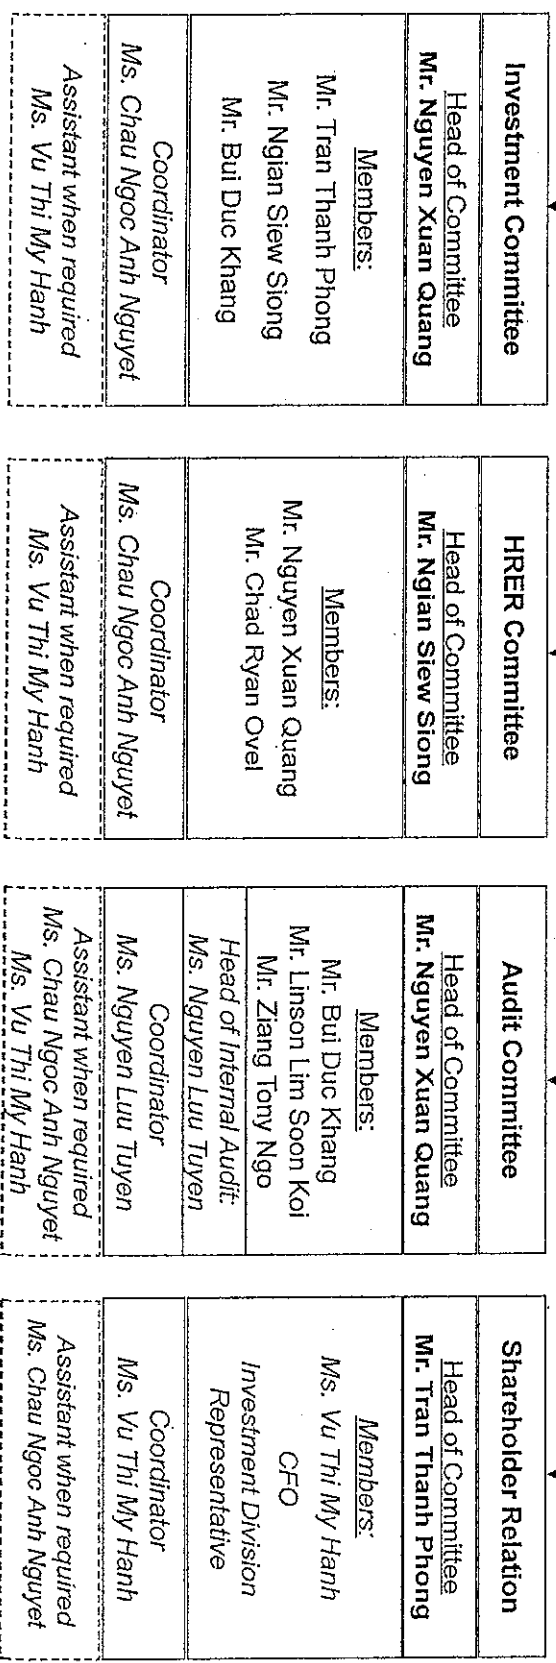 Investment Committee
Head of Committee
Mr. Nguyen Xuan Quang
Members:
Mr. Tran Thanh Phong
Mr. Ngian Siew Siong
Mr. Bui Duc Khang
Coordinator
Ms. Chau Ngoc Anh Nguyet
Assistant when required
Ms. Vu Thi My Hanh
HRER Committee
Head of Committee
Mr. Ngian Siew Siong
Members:
Mr. Nguyen Xuan Quang
Mr. Chad Ryan Ovel
Coordinator
Ms. Chau Ngoc Anh Nguyet
Assistant when required
Ms. Vu Thi My Hanh
Audit Committee
Head of Committee
Mr. Nguyen Xuan Quang
Members:
Mr. Bui Duc Khang
Mr. Linson Lim Soon Koi
Mr. Ziang Tony Ngo
Head of Internal Audit:
Ms. Nguyen Luu Tuyen
Coordinator
Ms. Nguyen Luu Tuyen
Assistant when required
Ms. Chau Ngoc Anh Nguyet
Ms. Vu Thi My Hanh
Shareholder Relation
Head of Committee
Mr. Tran Thanh Phong
Members:
Ms. Vu Thi My Hanh
CFO
Investment Division
Representative
Coordinator
Ms. Vu Thi My Hanh
Assistant when required
Ms. Chau Ngoc Anh Nguyet